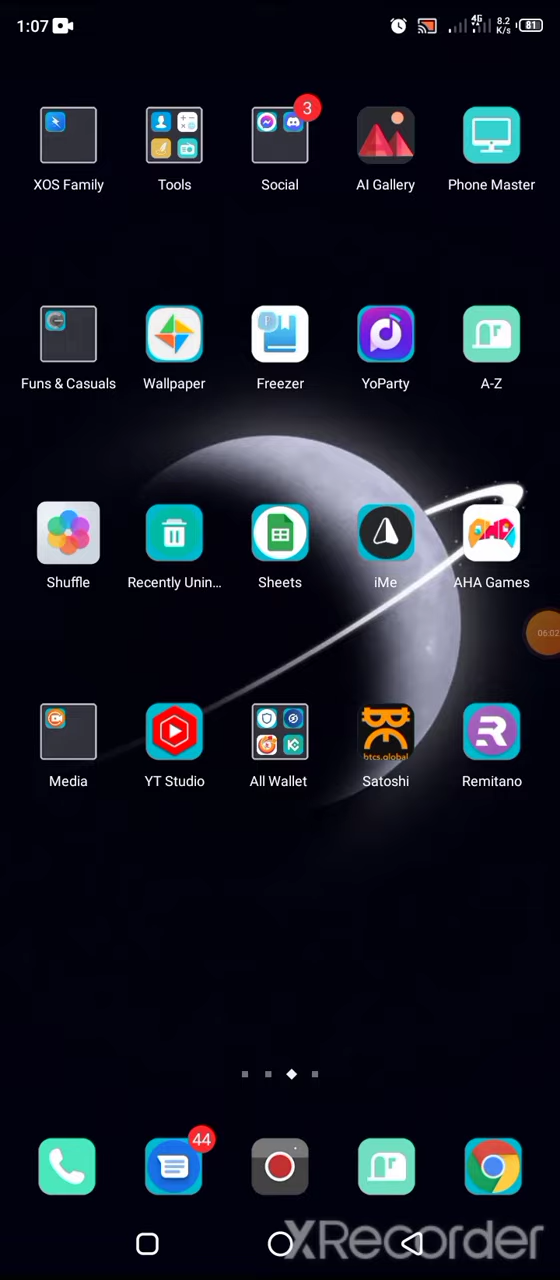 1:07
4G
8.2
K/s
81
3
XOS Family
Tools
Social
AI Gallery
Phone Master
Funs & Casuals
Wallpaper
Freezer
YoParty
A-Z
AHA
Shuffle
Recently Unin...
Sheets
iMe
AHA Games
06:02
btcs.global
Media
YT Studio
All Wallet
Satoshi
Remitano
44
XRecorder